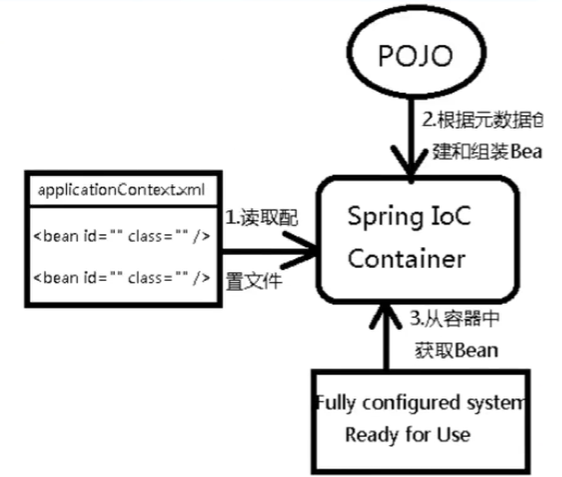 POJO
2.根据元数据创
建和组装Bea
applicationContext.xml
<bean id="" class="" />
<bean id="" class="" />
1.读取配
置文件
Spring IoC
Container
3.从容器中
获取Bean
Fully configured system
Ready for Use